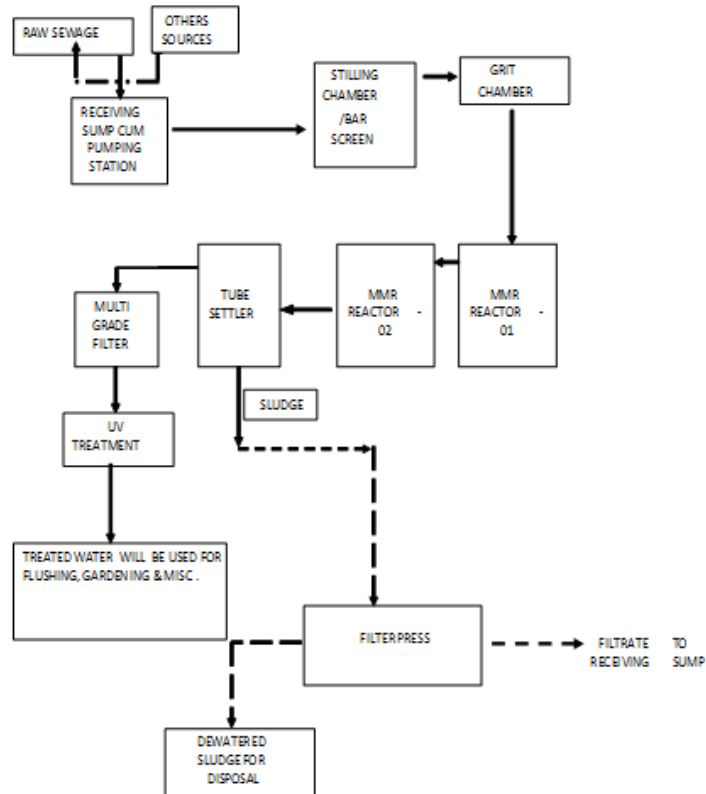 RAW SEWAGE
OTHERS
SOURCES
RECEIVING
SUMP CUM
PUMPING
STATION
STILLING
CHAMBER
/BAR
SCREEN
GRIT
CHAMBER
MULTI
GRADE
FILTER
TUBE
SETTLER
MMR
REACTOR -
02
MMR
REACTOR -
01
SLUDGE
UV
TREATMENT
TREATED WATER WILL BE USED FOR
FLUSHING, GARDENING & MISC .
FILTER PRESS
FILTRATE TO
RECEIVING SUMP
DEWATERED
SLUDGE FOR
DISPOSAL